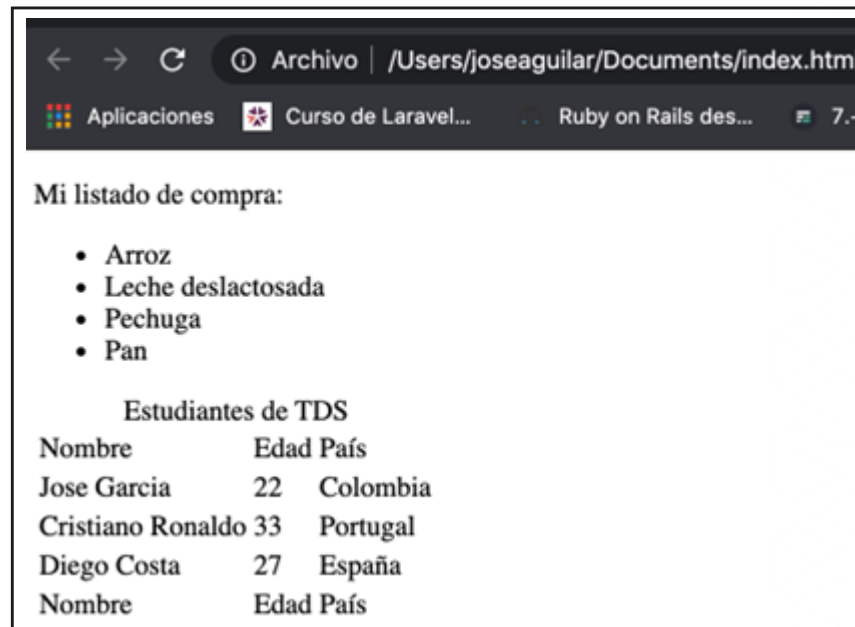 Archivo | /Users/joseaguilar/Documents/index.htm
Aplicaciones Curso de Laravel... Ruby on Rails des... 7.-
Mi listado de compra:
• Arroz
• Leche deslactosada
• Pechuga
• Pan
Estudiantes de TDS
Nombre Edad País
Jose Garcia 22 Colombia
Cristiano Ronaldo 33 Portugal
Diego Costa 27 España
Nombre Edad País